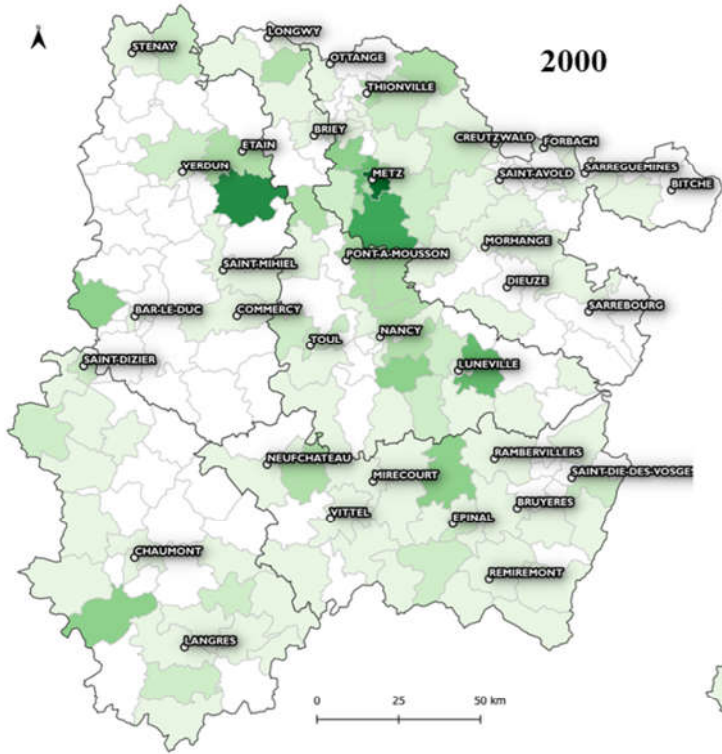 LONGWY
STENAY
OTTANGE
2000
THIONVILLE
BRIEY
CREUTZWALD
FORBACH
ETAIN
VERDUN
METZ
SAINT-AVOLD
SARREGUEMINES
BITCHE
MORHANGE
PONT-A-MOUSSON
SAINT-MIHIEL
DIEUZE
BAR-LE-DUC
COMMERCY
SARREBOURG
NANCY
TOUL
SAINT-DIZIER
LUNEVILLE
NEUFCHATEAU
RAMBERVILLERS
MIRECOURT
SAINT-DIE-DES-VOSGES
BRUYERES
VITTEL
EPINAL
CHAUMONT
REMIREMONT
LANGRES
0 25 50 km